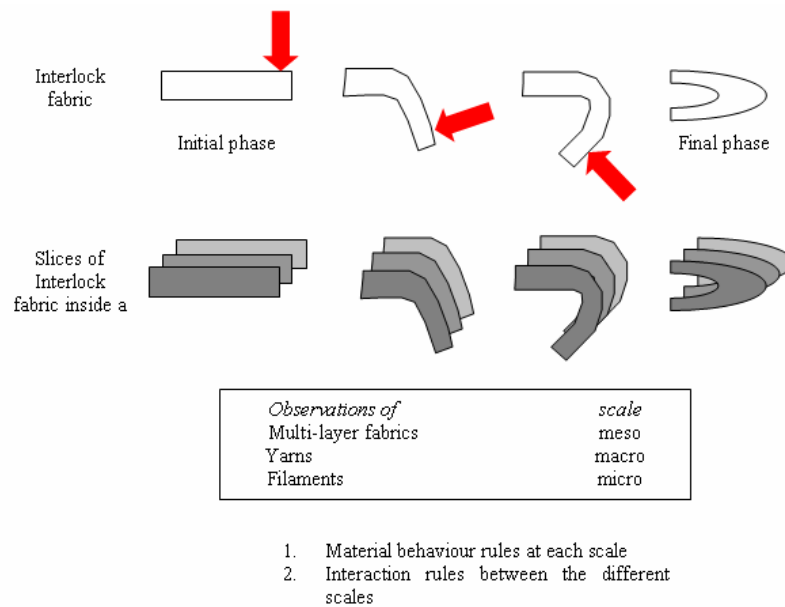 Interlock
fabric
Initial phase
Final phase
Slices of
Interlock
fabric inside a
Observations of scale
Multi-layer fabrics meso
Yarns macro
Filaments micro
1. Material behaviour rules at each scale
2. Interaction rules between the different
scales